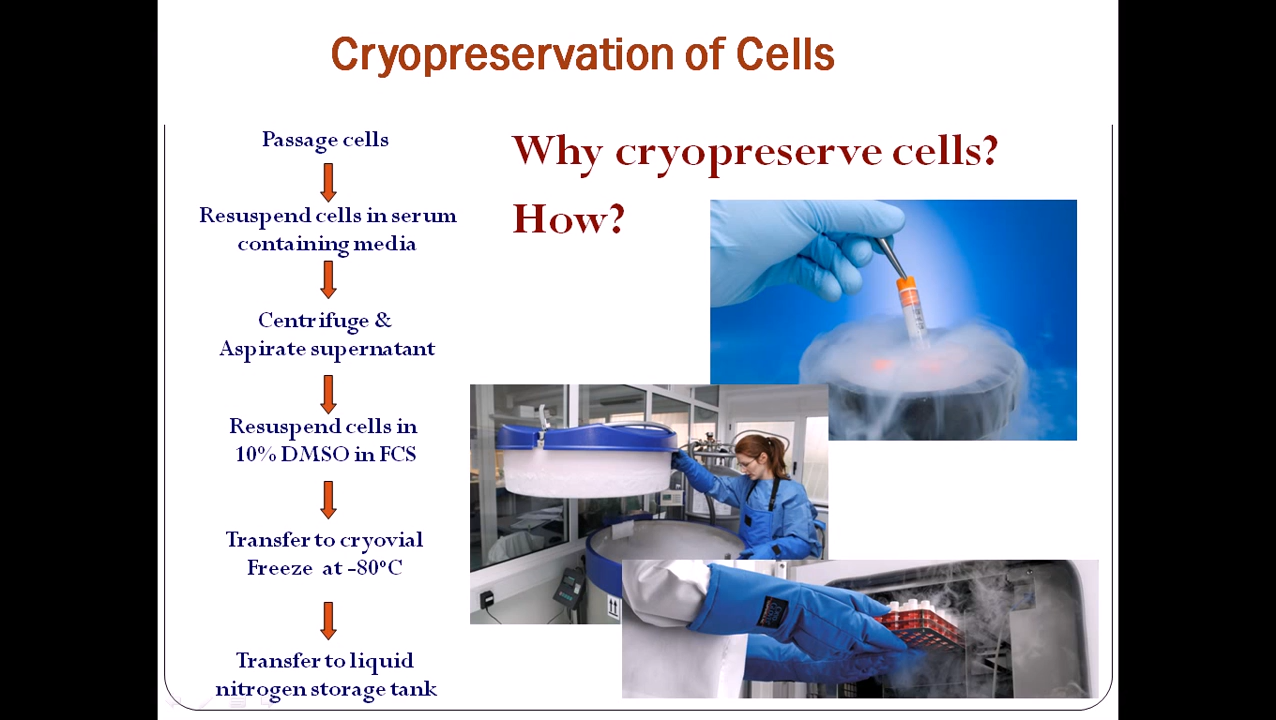 Cryopreservation of Cells
Passage cells
Resuspend cells in serum
containing media
Centrifuge &
Aspirate supernatant
Resuspend cells in
10% DMSO in FCS
Transfer to cryovial
Freeze at -80°C
Transfer to liquid
nitrogen storage tank
Why cryopreserve cells?
How?